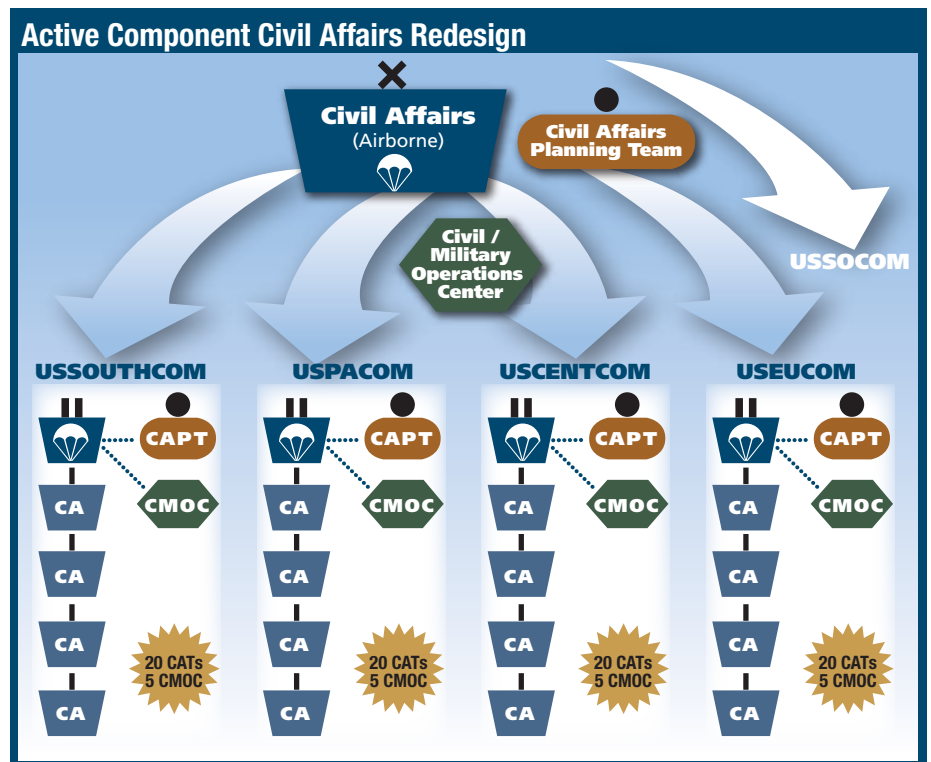 Active Component Civil Affairs Redesign
Civil Affairs
(Airborne)
Civil Affairs
Planning Team
Civil /
Military
Operations
Center
USSOCOM
USSOUTHCOM
USPACOM
USCENTCOM
USEUCOM
CAPT
CMOC
CA
CA
CA
CA
20 CATs
5 CMOC
CAPT
CMOC
CA
CA
CA
CA
20 CATs
5 CMOC
CAPT
CMOC
CA
CA
CA
CA
20 CATs
5 CMOC
CAPT
CMOC
CA
CA
CA
CA
20 CATs
5 CMOC